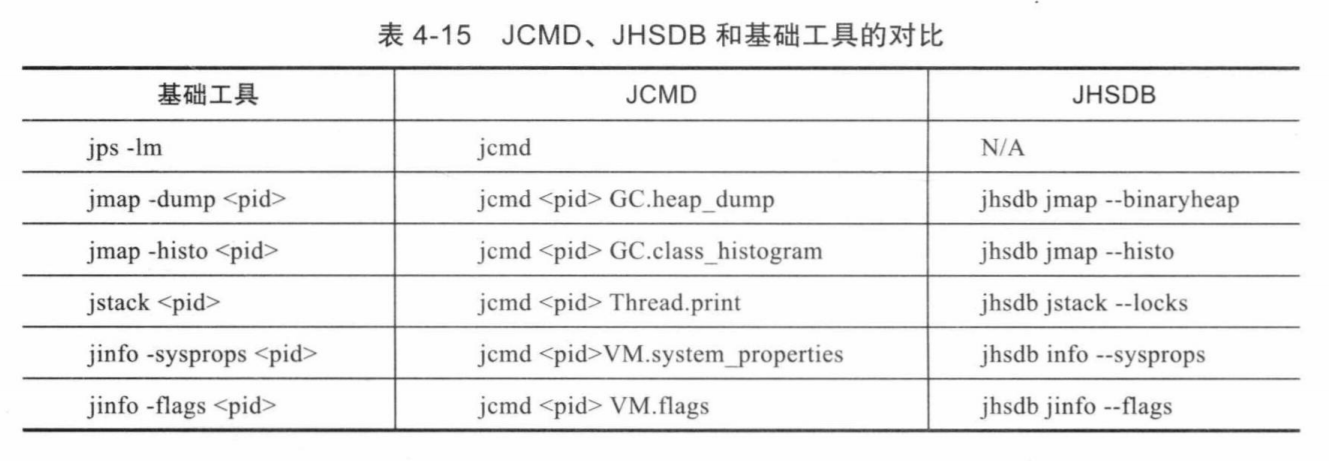 表 4-15 JCMD、JHSDB 和基础工具的对比
基础工具 JCMD JHSDB
jps -lm jcmd N/A
jmap -dump <pid> jcmd <pid> GC.heap_dump jhsdb jmap --binaryheap
jmap -histo <pid> jcmd <pid> GC.class_histogram jhsdb jmap --histo
jstack <pid> jcmd <pid> Thread.print jhsdb jstack --locks
jinfo -sysprops <pid> jcmd <pid>VM.system_properties jhsdb info --sysprops
jinfo -flags <pid> jcmd <pid> VM.flags jhsdb jinfo --flags